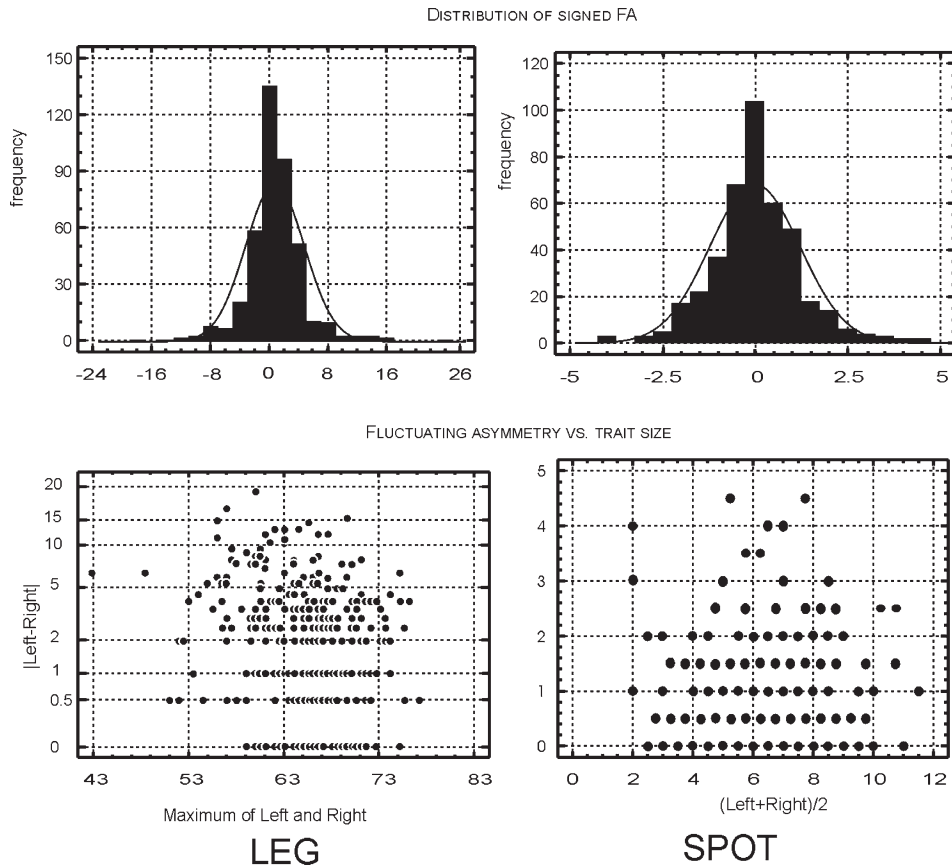 DISTRIBUTION OF SIGNED FA
150
120
90
60
30
0
frequency
-24 -16 -8 0 8 16 26
120
100
80
60
40
20
0
frequency
-5 -2.5 0 2.5 5
FLUCTUATING ASYMMETRY VS. TRAIT SIZE
20
15
10
5
2
1
0.5
0
|Left-Right|
43 53 63 73 83
Maximum of Left and Right
LEG
5
4
3
2
1
0
0 2 4 6 8 10 12
(Left+Right)/2
SPOT